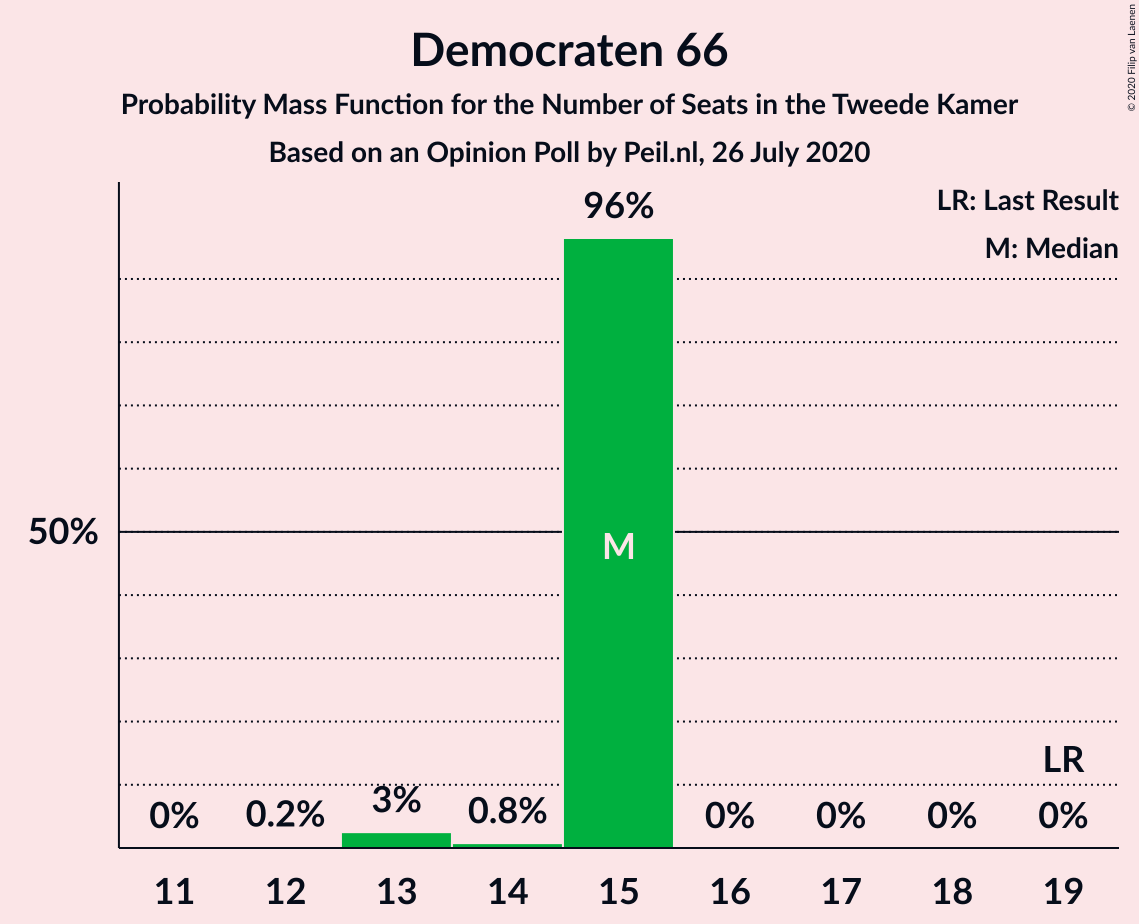 Democraten 66
Probability Mass Function for the Number of Seats in the Tweede Kamer
Based on an Opinion Poll by Peil.nl, 26 July 2020
© 2020 Filip van Laenen
LR: Last Result
M: Median
96%
50%
M
LR
0% 0.2% 3% 0.8% 0% 0% 0% 0%
11 12 13 14 15 16 17 18 19